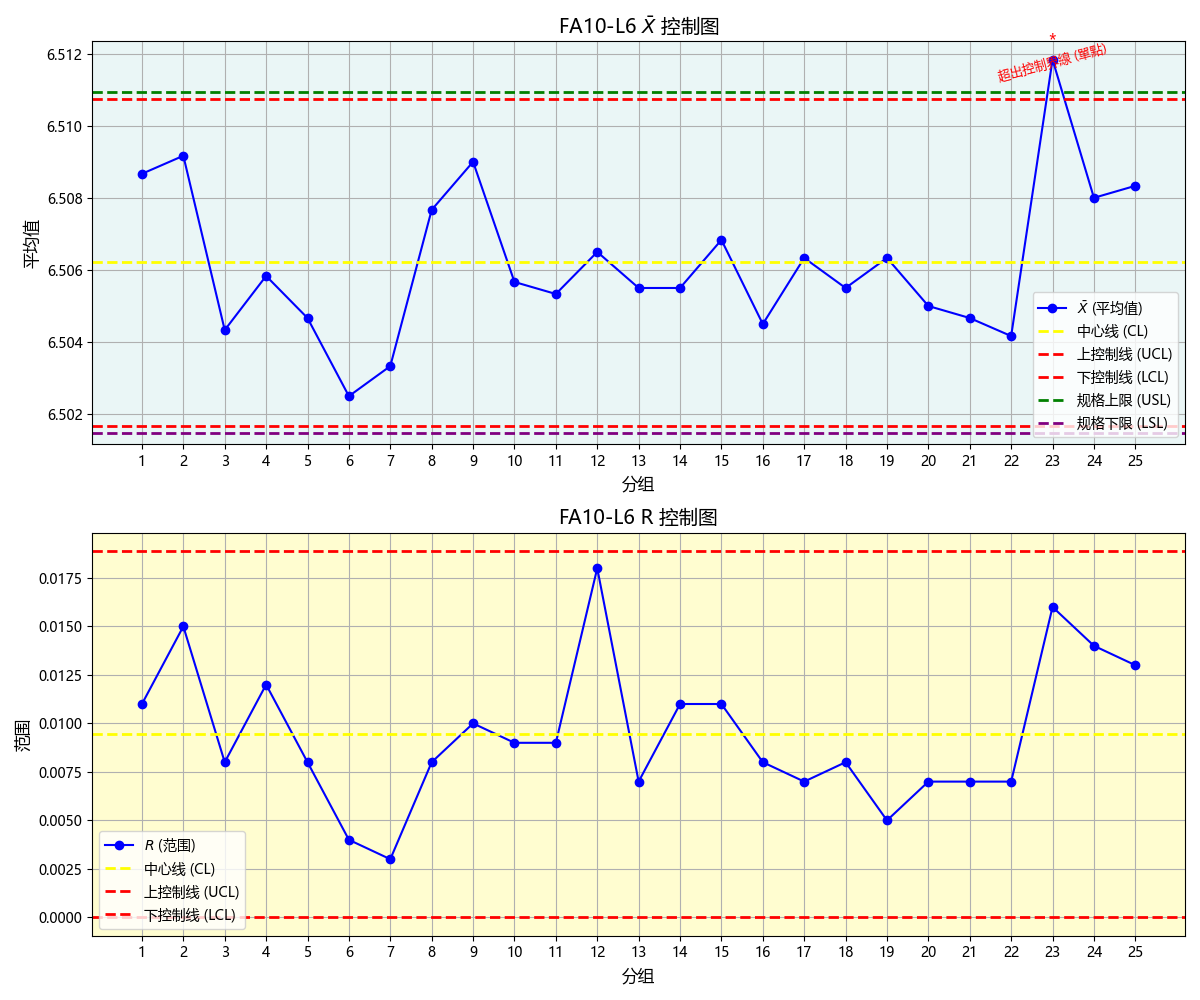 FA10-L6 X̄ 控制图
*
超出控制界線 (單點)
平均值
6.512
6.510
6.508
6.506
6.504
6.502
X̄ (平均值)
中心线 (CL)
上控制线 (UCL)
下控制线 (LCL)
规格上限 (USL)
规格下限 (LSL)
1 2 3 4 5 6 7 8 9 10 11 12 13 14 15 16 17 18 19 20 21 22 23 24 25
分组
FA10-L6 R 控制图
范围
0.0175
0.0150
0.0125
0.0100
0.0075
0.0050
0.0025
0.0000
R (范围)
中心线 (CL)
上控制线 (UCL)
下控制线 (LCL)
1 2 3 4 5 6 7 8 9 10 11 12 13 14 15 16 17 18 19 20 21 22 23 24 25
分组